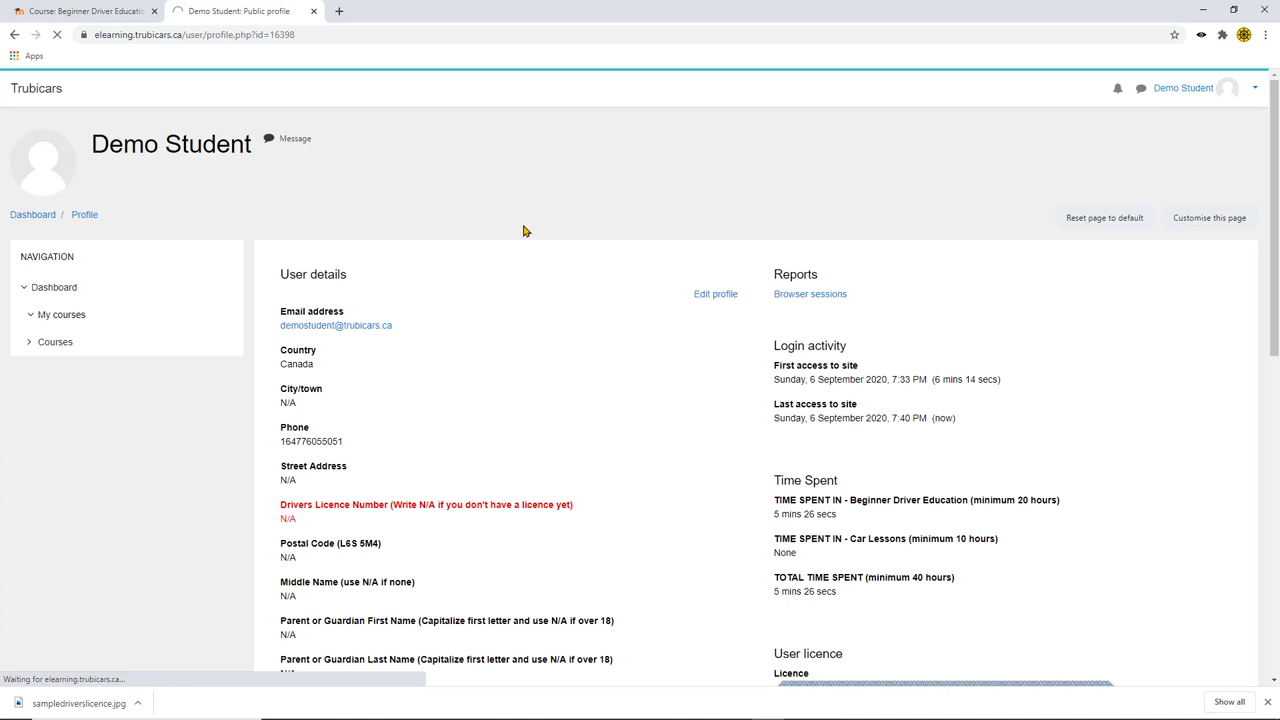 Course: Beginner Driver Educatio
Demo Student: Public profile
elearning.trubicars.ca/user/profile.php?id=16398
Apps
Trubicars
Demo Student
Demo Student
Message
Dashboard / Profile
Reset page to default
Customise this page
NAVIGATION
Dashboard
My courses
Courses
User details
Edit profile
Email address
demostudent@trubicars.ca
Country
Canada
City/town
N/A
Phone
164776055051
Street Address
N/A
Drivers Licence Number (Write N/A if you don't have a licence yet)
N/A
Postal Code (L6S 5M4)
N/A
Middle Name (use N/A if none)
N/A
Parent or Guardian First Name (Capitalize first letter and use N/A if over 18)
N/A
Parent or Guardian Last Name (Capitalize first letter and use N/A if over 18)
Reports
Browser sessions
Login activity
First access to site
Sunday, 6 September 2020, 7:33 PM (6 mins 14 secs)
Last access to site
Sunday, 6 September 2020, 7:40 PM (now)
Time Spent
TIME SPENT IN - Beginner Driver Education (minimum 20 hours)
5 mins 26 secs
TIME SPENT IN - Car Lessons (minimum 10 hours)
None
TOTAL TIME SPENT (minimum 40 hours)
5 mins 26 secs
User licence
Licence
Waiting for elearning.trubicars.ca...
sampledriverslicence.jpg
Show all